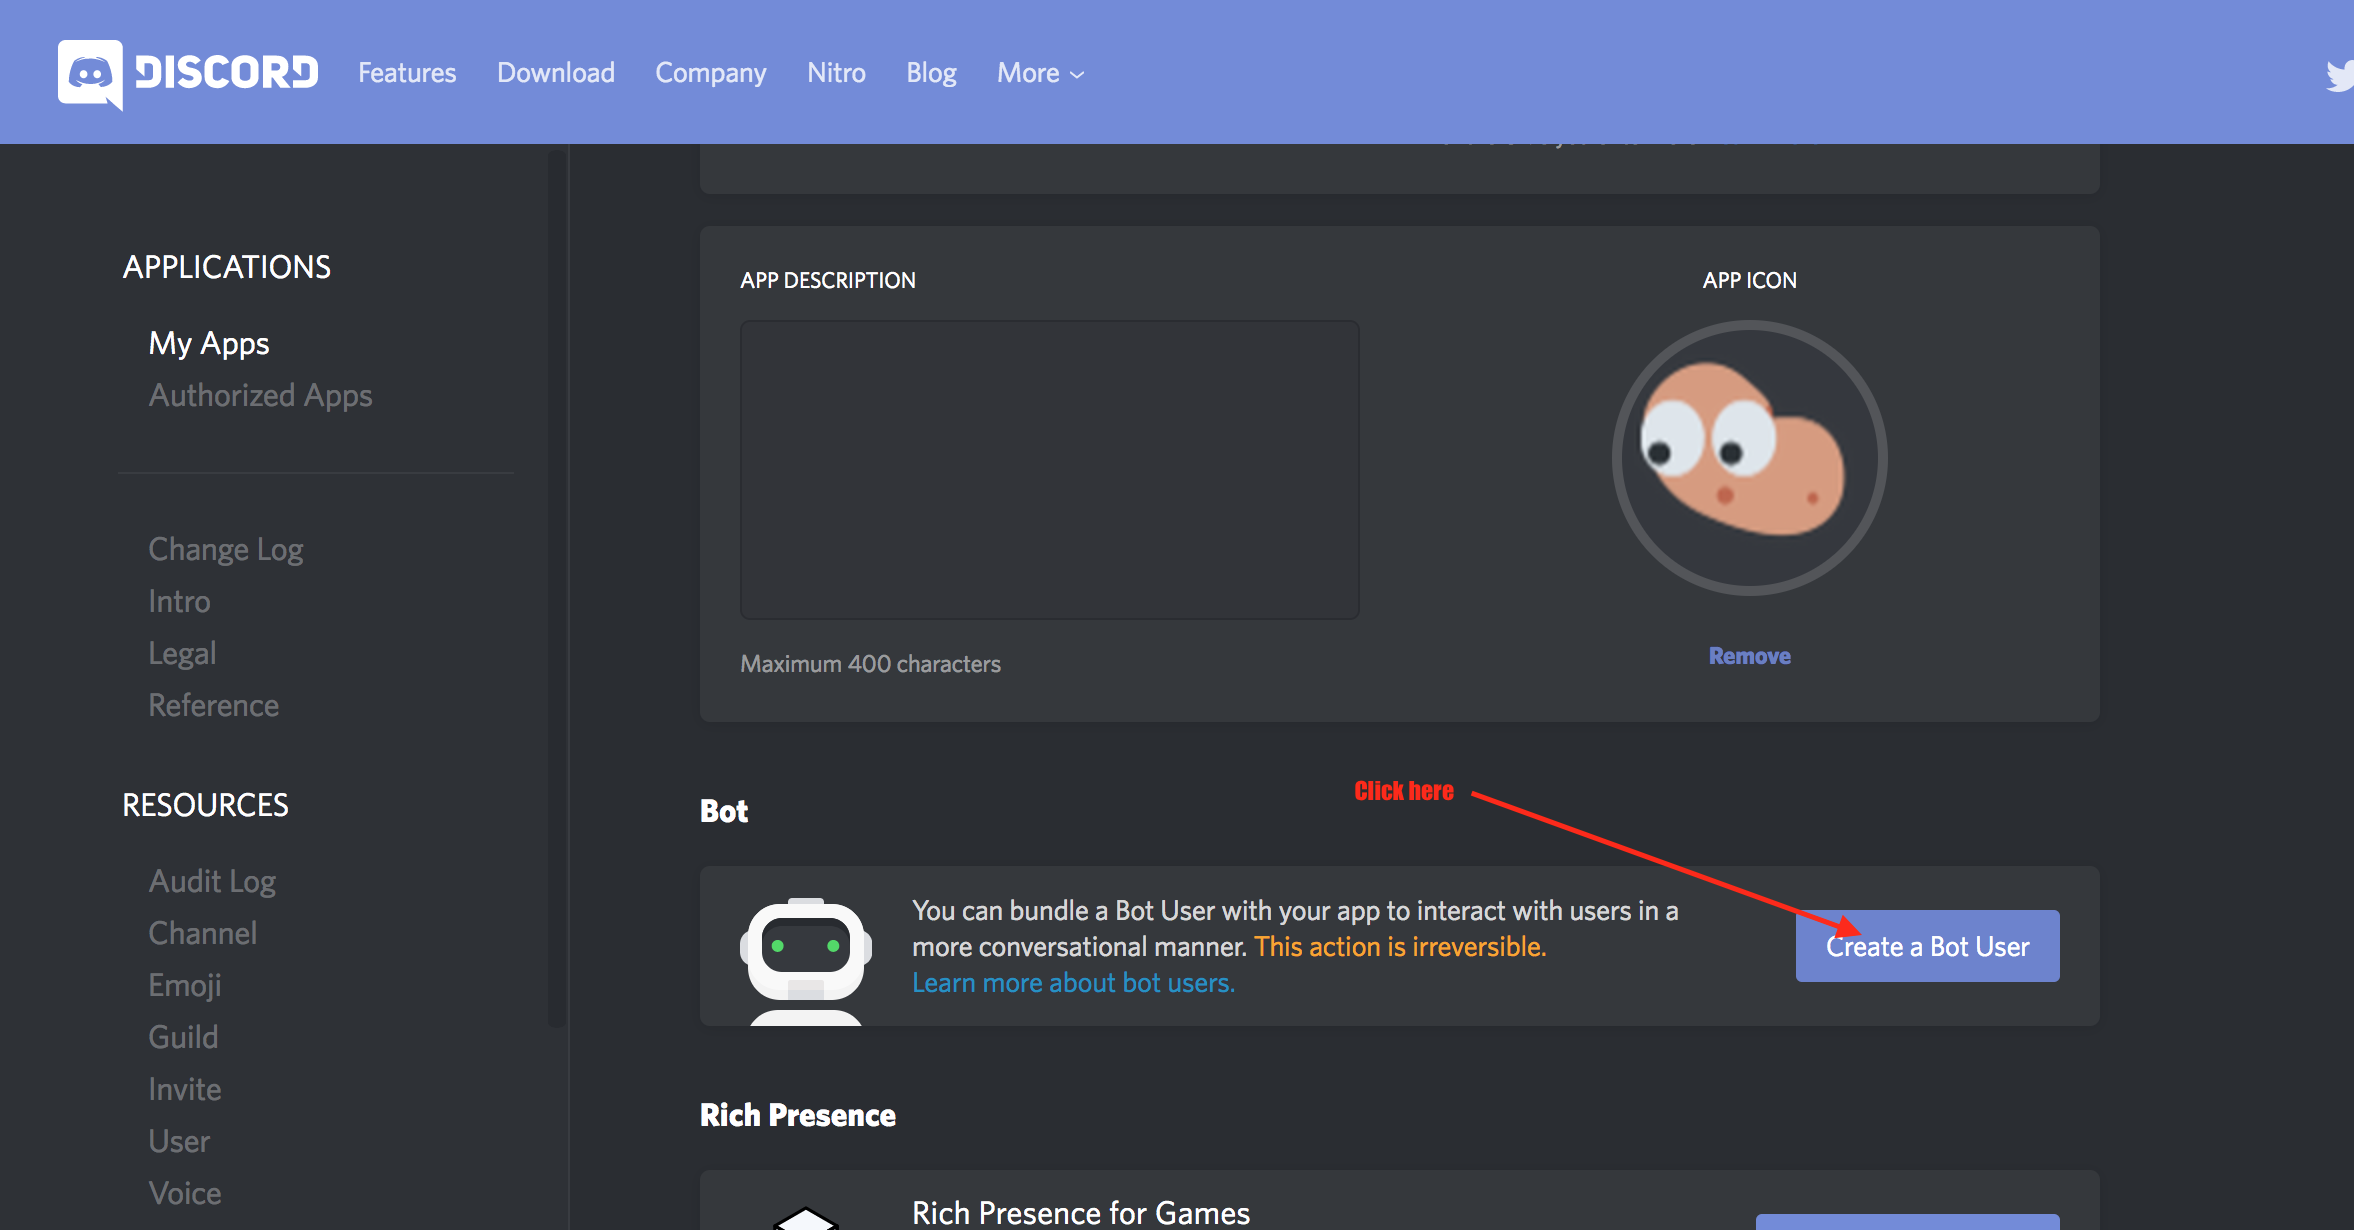 DISCORD
Features
Download
Company
Nitro
Blog
More
APPLICATIONS
My Apps
Authorized Apps
Change Log
Intro
Legal
Reference
RESOURCES
Audit Log
Channel
Emoji
Guild
Invite
User
Voice
APP DESCRIPTION
Maximum 400 characters
APP ICON
Remove
Click here
Bot
You can bundle a Bot User with your app to interact with users in a
more conversational manner. This action is irreversible.
Learn more about bot users.
Create a Bot User
Rich Presence
Rich Presence for Games